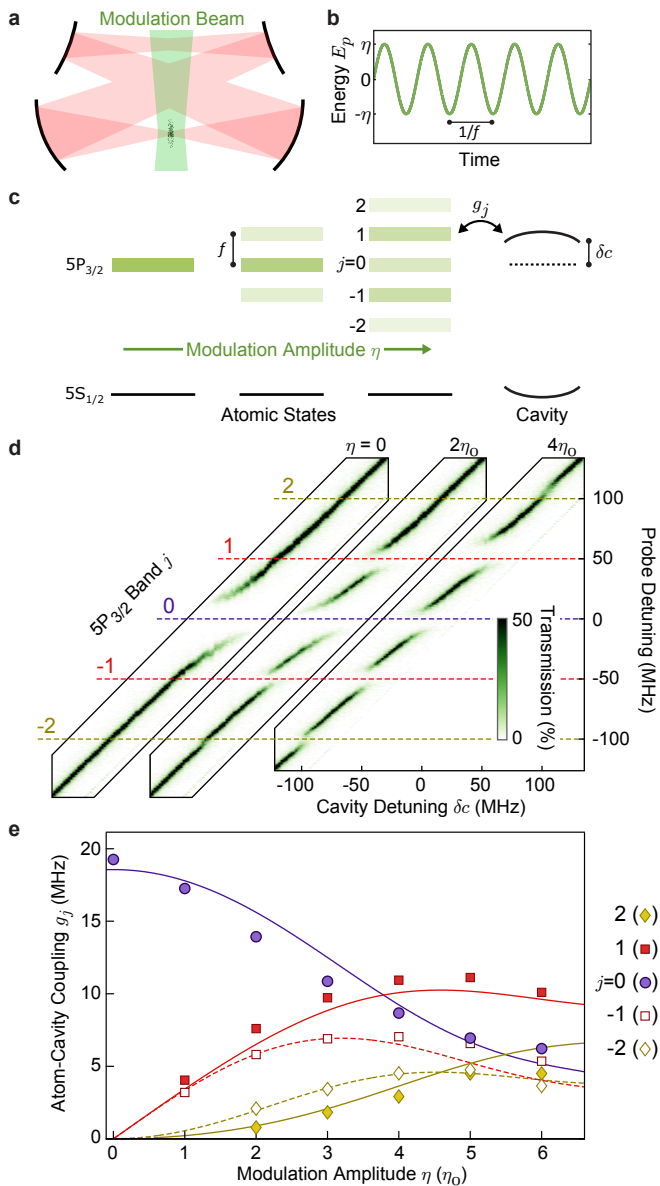 a
Modulation Beam
b
Energy Eₚ
η
0
-η
1/f
Time
c
2
1
j=0
-1
-2
gⱼ
δc
f
5P₃/₂
Modulation Amplitude η
5S₁/₂
Atomic States
Cavity
d
η = 0
2η₀
4η₀
2
1
0
-1
-2
5P₃/₂ Band j
100
50
0
-50
-100
Probe Detuning (MHz)
50
0
Transmission (%)
-100
-50
0
50
100
Cavity Detuning δc (MHz)
e
20
15
10
5
0
Atom–Cavity Coupling gⱼ (MHz)
0
1
2
3
4
5
6
Modulation Amplitude η (η₀)
2 ( )
1 ( )
j=0 ( )
-1 ( )
-2 ( )